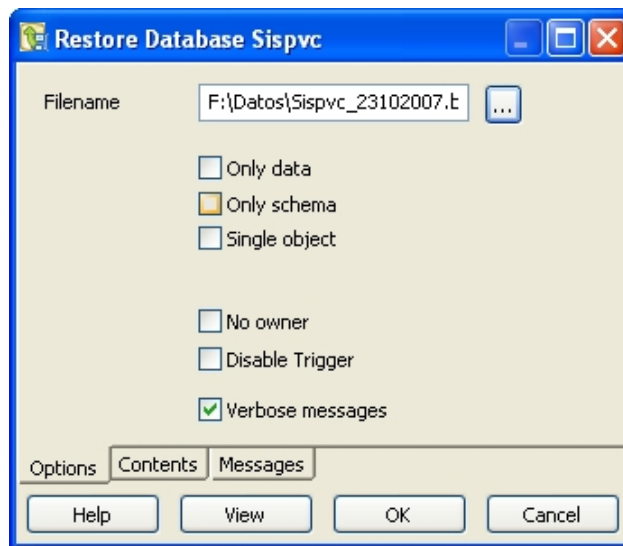 Restore Database Sispvc
Filename F:\Datos\Sispvc_23102007.b ...
Only data
Only schema
Single object
No owner
Disable Trigger
Verbose messages
Options Contents Messages
Help View OK Cancel